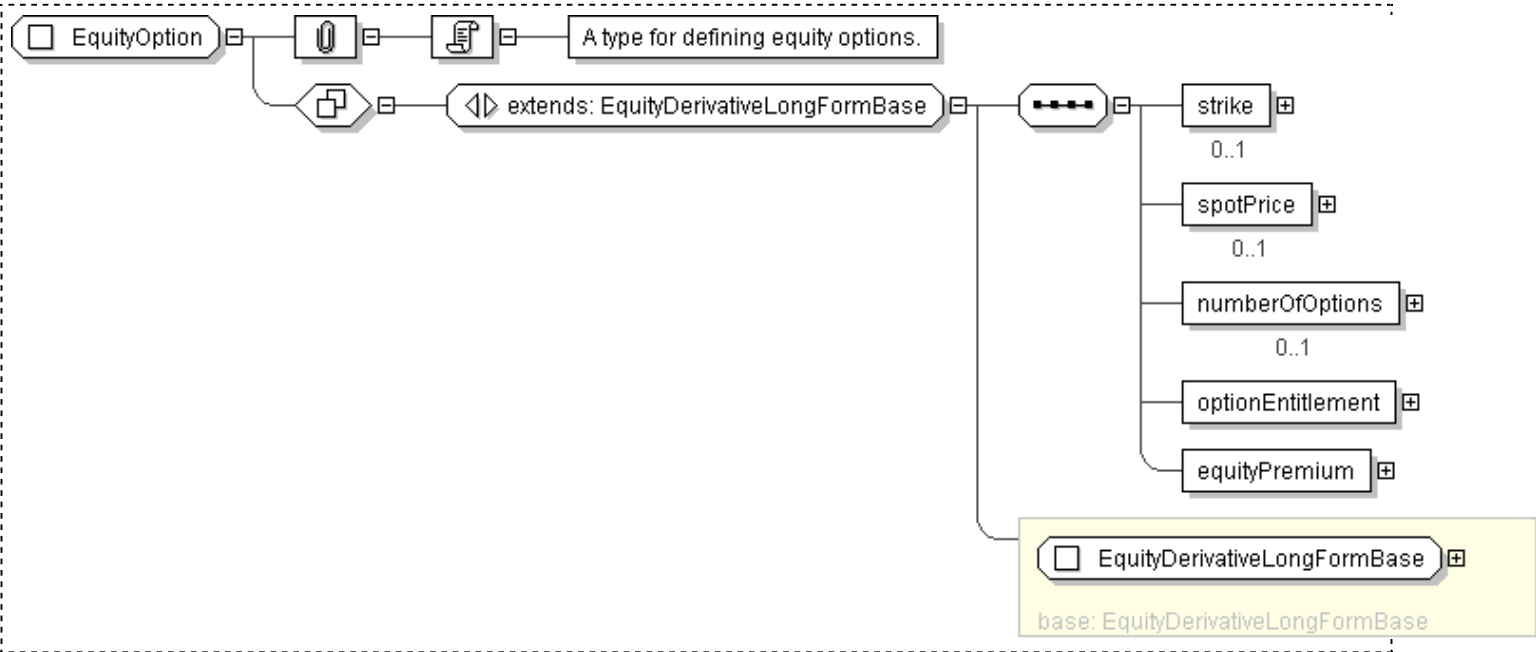 EquityOption
A type for defining equity options.
extends: EquityDerivativeLongFormBase
strike
0..1
spotPrice
0..1
numberOfOptions
0..1
optionEntitlement
equityPremium
EquityDerivativeLongFormBase
base: EquityDerivativeLongFormBase